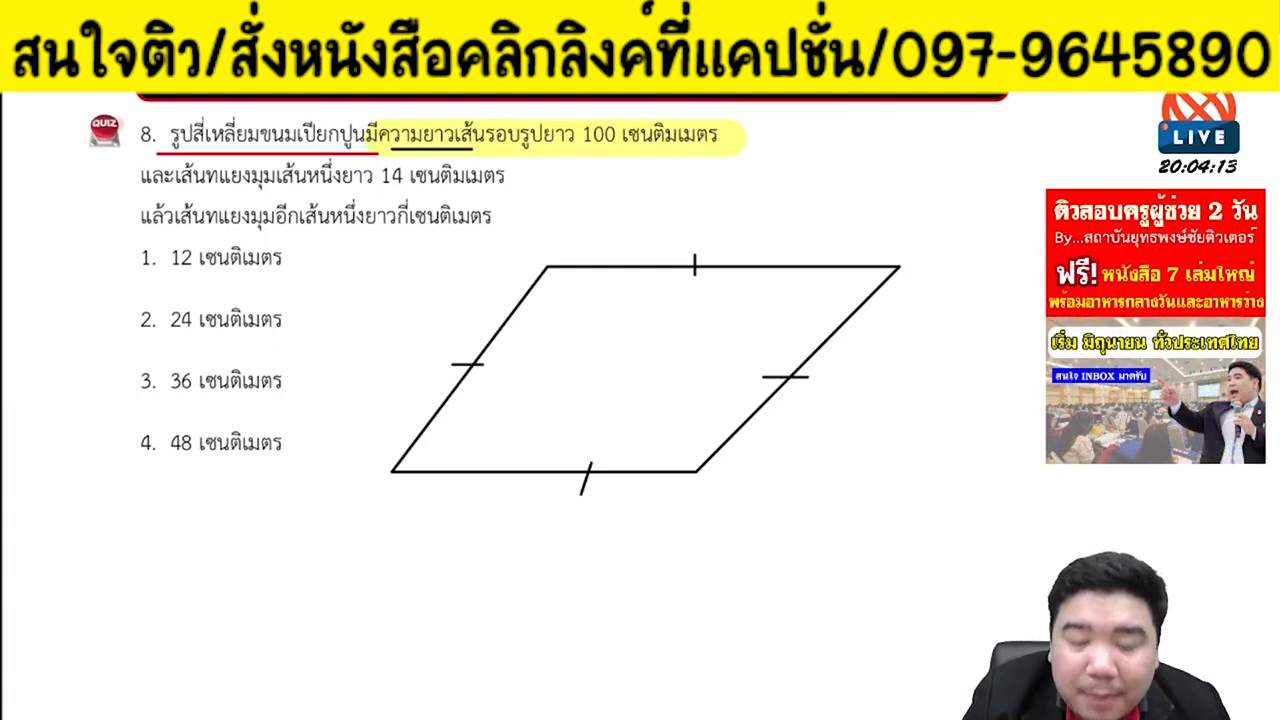 สนใจติว/สั่งหนังสือคลิกลิงค์ที่แคปชั่น/097-9645890
QUIZ
8. รูปสี่เหลี่ยมขนมเปียกปูนมีความยาวเส้นรอบรูปยาว 100 เซนติมเมตร
และเส้นทแยงมุมเส้นหนึ่งยาว 14 เซนติมเมตร
แล้วเส้นทแยงมุมอีกเส้นหนึ่งยาวกี่เซนติเมตร
1. 12 เซนติเมตร
2. 24 เซนติเมตร
3. 36 เซนติเมตร
4. 48 เซนติเมตร
LIVE
20:04:13
ติวสอบครูผู้ช่วย 2 วัน
By...สถาบันยุทธพงษ์ชัยติวเตอร์
ฟรี! หนังสือ 7 เล่มใหญ่
พร้อมอาหารกลางวันและอาหารว่าง
เริ่ม มิถุนายน ทั่วประเทศไทย
สนใจ INBOX มาครับ